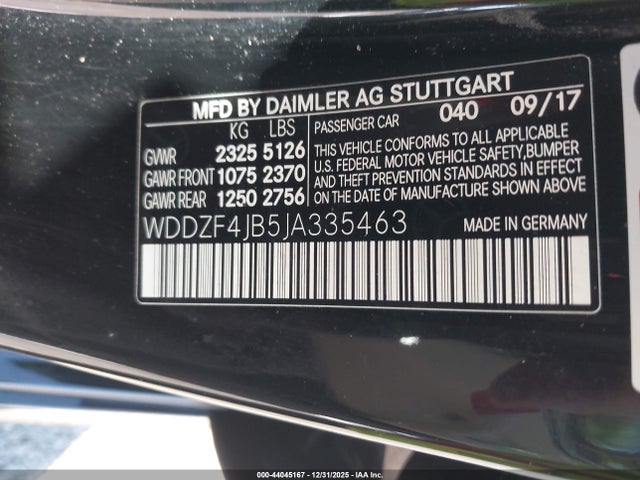 MFD BY DAIMLER AG STUTTGART
KG LBS PASSENGER CAR 040 09/17
GVWR 2325 5126
GAWR FRONT 1075 2370
GAWR REAR 1250 2756
THIS VEHICLE CONFORMS TO ALL APPLICABLE
U.S. FEDERAL MOTOR VEHICLE SAFETY,BUMPER
AND THEFT PREVENTION STANDARDS IN EFFECT
ON THE DATE OF MANUFACTURE SHOWN ABOVE
WDDZF4JB5JA335463
MADE IN GERMANY
000-44045167 - 12/31/2025 - IAAI Inc.